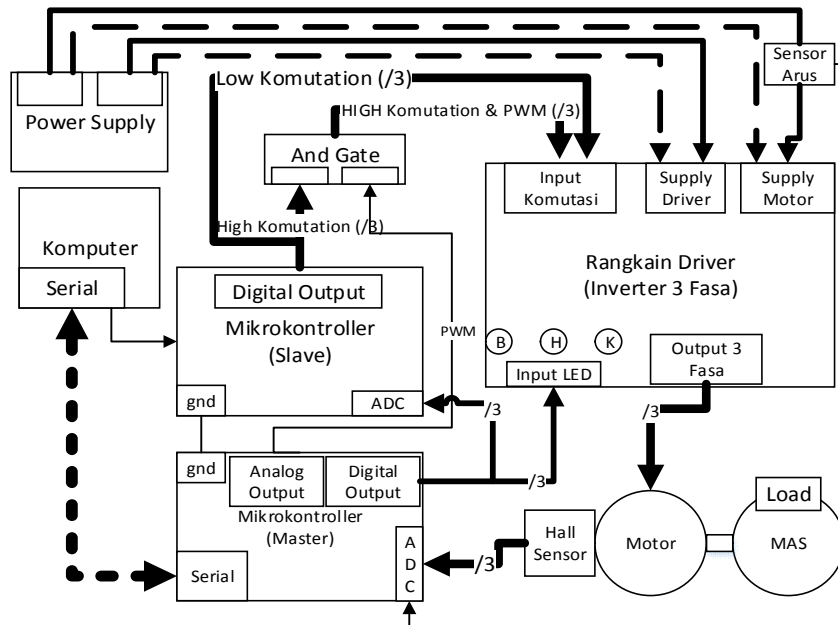 Sensor
Arus
Power Supply
Low Komutation (/3)
HIGH Komutation & PWM (/3)
And Gate
Input
Komutasi
Supply
Driver
Supply
Motor
High Komutation (/3)
Komputer
Serial
Digital Output
Mikrokontroller
(Slave)
PWM
Rangkain Driver
(Inverter 3 Fasa)
B
H
K
Output 3
Fasa
Input LED
gnd
ADC
/3
/3
gnd
Analog
Output
Digital
Output
/3
Mikrokontroller
(Master)
Serial
A
D
C
/3
Hall
Sensor
Motor
Load
MAS